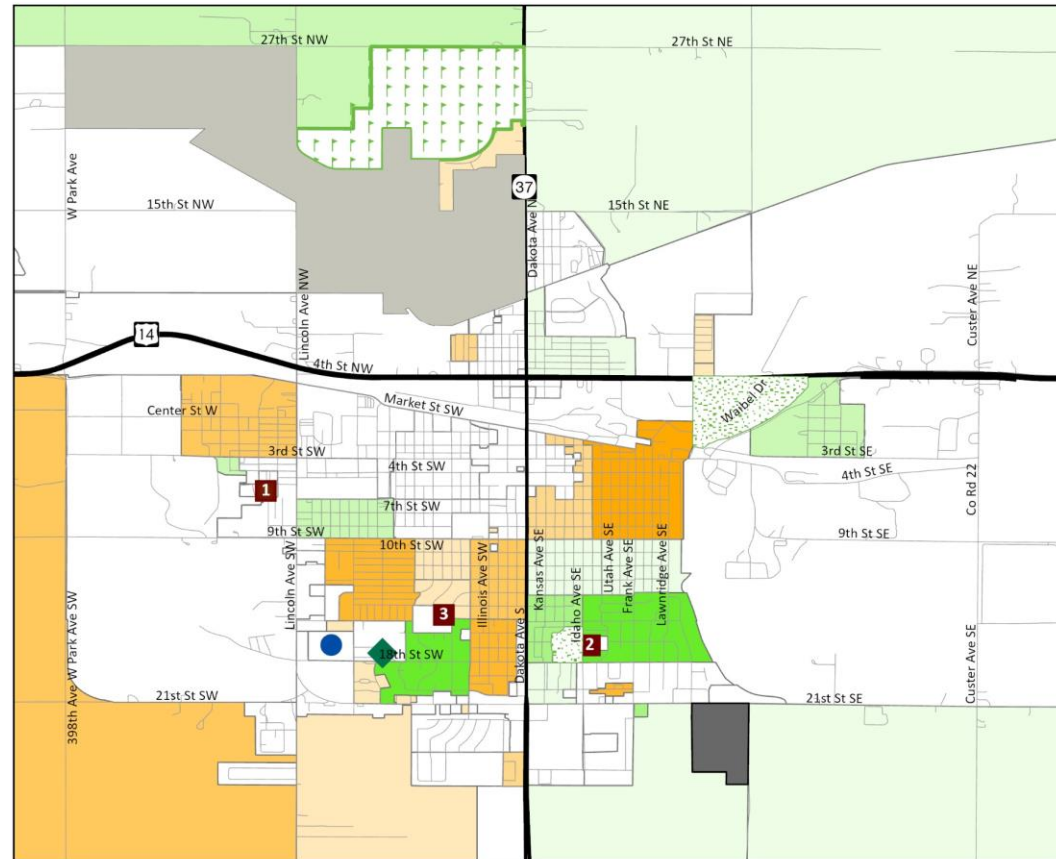 27th St NW
27th St NE
W Park Ave
37
15th St NW
Dakota Ave N
15th St NE
Lincoln Ave NW
Custer Ave NE
14
4th St NW
Market St SW
Waibel Dr
Center St W
3rd St SW
3rd St SE
4th St SW
4th St SE
1
7th St SW
Co Rd 22
9th St SW
9th St SE
10th St SW
Kansas Ave SE
Utah Ave SE
Frank Ave SE
Lawnridge Ave SE
Lincoln Ave SW
Illinois Ave SW
Idaho Ave SE
3
2
18th St SW
Dakota Ave S
398th Ave W Park Ave SW
Custer Ave SE
21st St SW
21st St SE